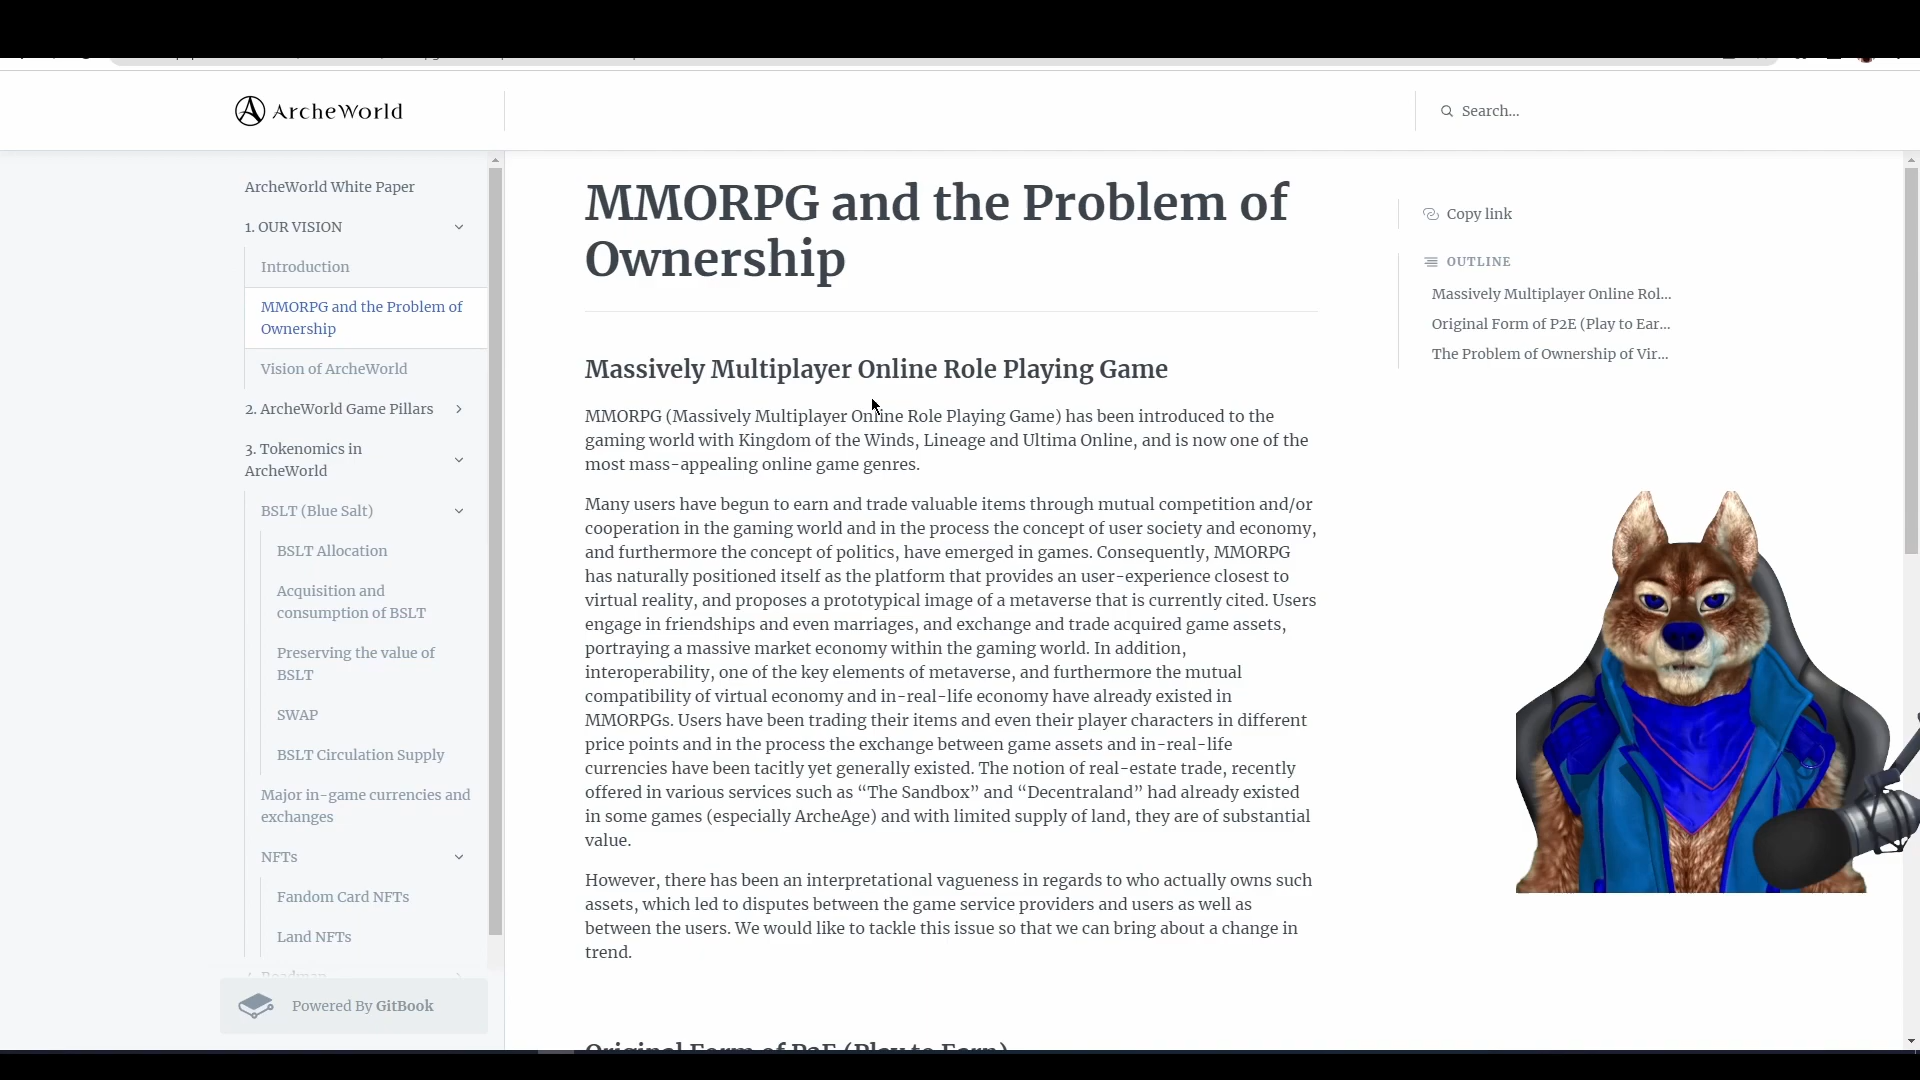 ArcheWorld
Search...
ArcheWorld White Paper
1. OUR VISION
Introduction
MMORPG and the Problem of
Ownership
Vision of ArcheWorld
2. ArcheWorld Game Pillars
3. Tokenomics in
ArcheWorld
BSLT (Blue Salt)
BSLT Allocation
Acquisition and
consumption of BSLT
Preserving the value of
BSLT
SWAP
BSLT Circulation Supply
Major in-game currencies and
exchanges
NFTs
Fandom Card NFTs
Land NFTs
Roadmap
Powered By GitBook
MMORPG and the Problem of
Ownership
Massively Multiplayer Online Role Playing Game
MMORPG (Massively Multiplayer Online Role Playing Game) has been introduced to the
gaming world with Kingdom of the Winds, Lineage and Ultima Online, and is now one of the
most mass-appealing online game genres.
Many users have begun to earn and trade valuable items through mutual competition and/or
cooperation in the gaming world and in the process the concept of user society and economy,
and furthermore the concept of politics, have emerged in games. Consequently, MMORPG
has naturally positioned itself as the platform that provides an user-experience closest to
virtual reality, and proposes a prototypical image of a metaverse that is currently cited. Users
engage in friendships and even marriages, and exchange and trade acquired game assets,
portraying a massive market economy within the gaming world. In addition,
interoperability, one of the key elements of metaverse, and furthermore the mutual
compatibility of virtual economy and in-real-life economy have already existed in
MMORPGs. Users have been trading their items and even their player characters in different
price points and in the process the exchange between game assets and in-real-life
currencies have been tacitly yet generally existed. The notion of real-estate trade, recently
offered in various services such as “The Sandbox” and “Decentraland” had already existed
in some games (especially ArcheAge) and with limited supply of land, they are of substantial
value.
However, there has been an interpretational vagueness in regards to who actually owns such
assets, which led to disputes between the game service providers and users as well as
between the users. We would like to tackle this issue so that we can bring about a change in
trend.
Original Form of P2E (Play to Earn)
Copy link
OUTLINE
Massively Multiplayer Online Rol...
Original Form of P2E (Play to Ear...
The Problem of Ownership of Vir...